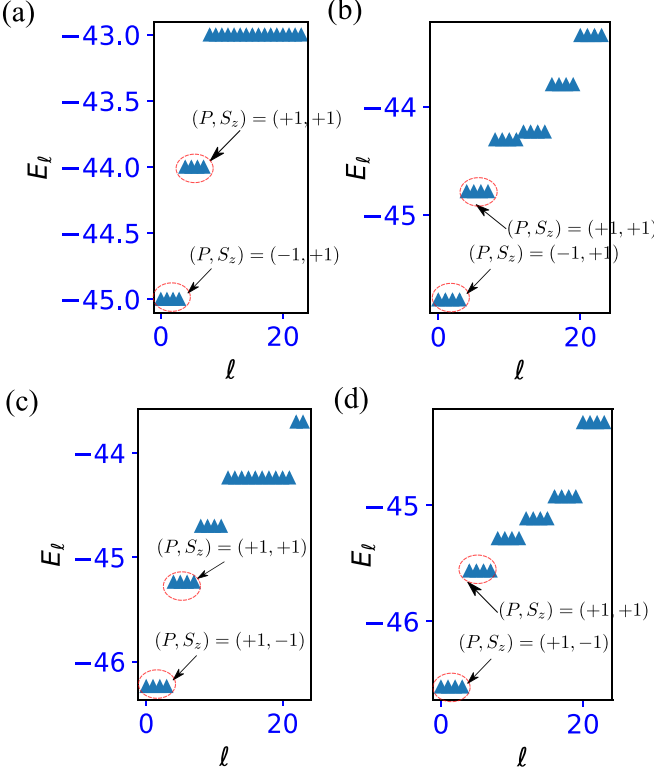 (a)
−43.0
−43.5
−44.0
−44.5
−45.0
E_ℓ
(P, S_z) = (+1, +1)
(P, S_z) = (−1, +1)
0 20
ℓ
(b)
−44
−45
E_ℓ
(P, S_z) = (+1, +1)
(P, S_z) = (−1, +1)
0 20
ℓ
(c)
−44
−45
−46
E_ℓ
(P, S_z) = (+1, +1)
(P, S_z) = (+1, −1)
0 20
ℓ
(d)
−45
−46
E_ℓ
(P, S_z) = (+1, +1)
(P, S_z) = (+1, −1)
0 20
ℓ